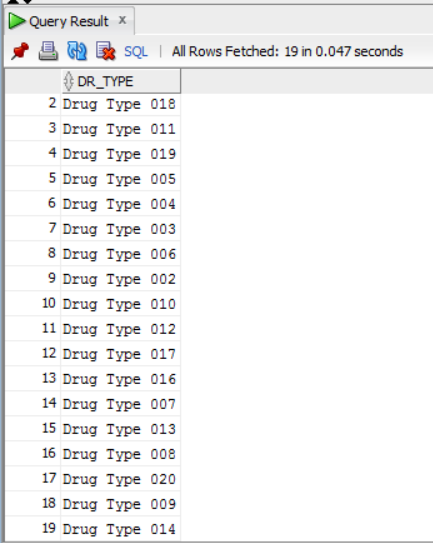 Query Result x
SQL | All Rows Fetched: 19 in 0.047 seconds
DR_TYPE
2 Drug Type 018
3 Drug Type 011
4 Drug Type 019
5 Drug Type 005
6 Drug Type 004
7 Drug Type 003
8 Drug Type 006
9 Drug Type 002
10 Drug Type 010
11 Drug Type 012
12 Drug Type 017
13 Drug Type 016
14 Drug Type 007
15 Drug Type 013
16 Drug Type 008
17 Drug Type 020
18 Drug Type 009
19 Drug Type 014